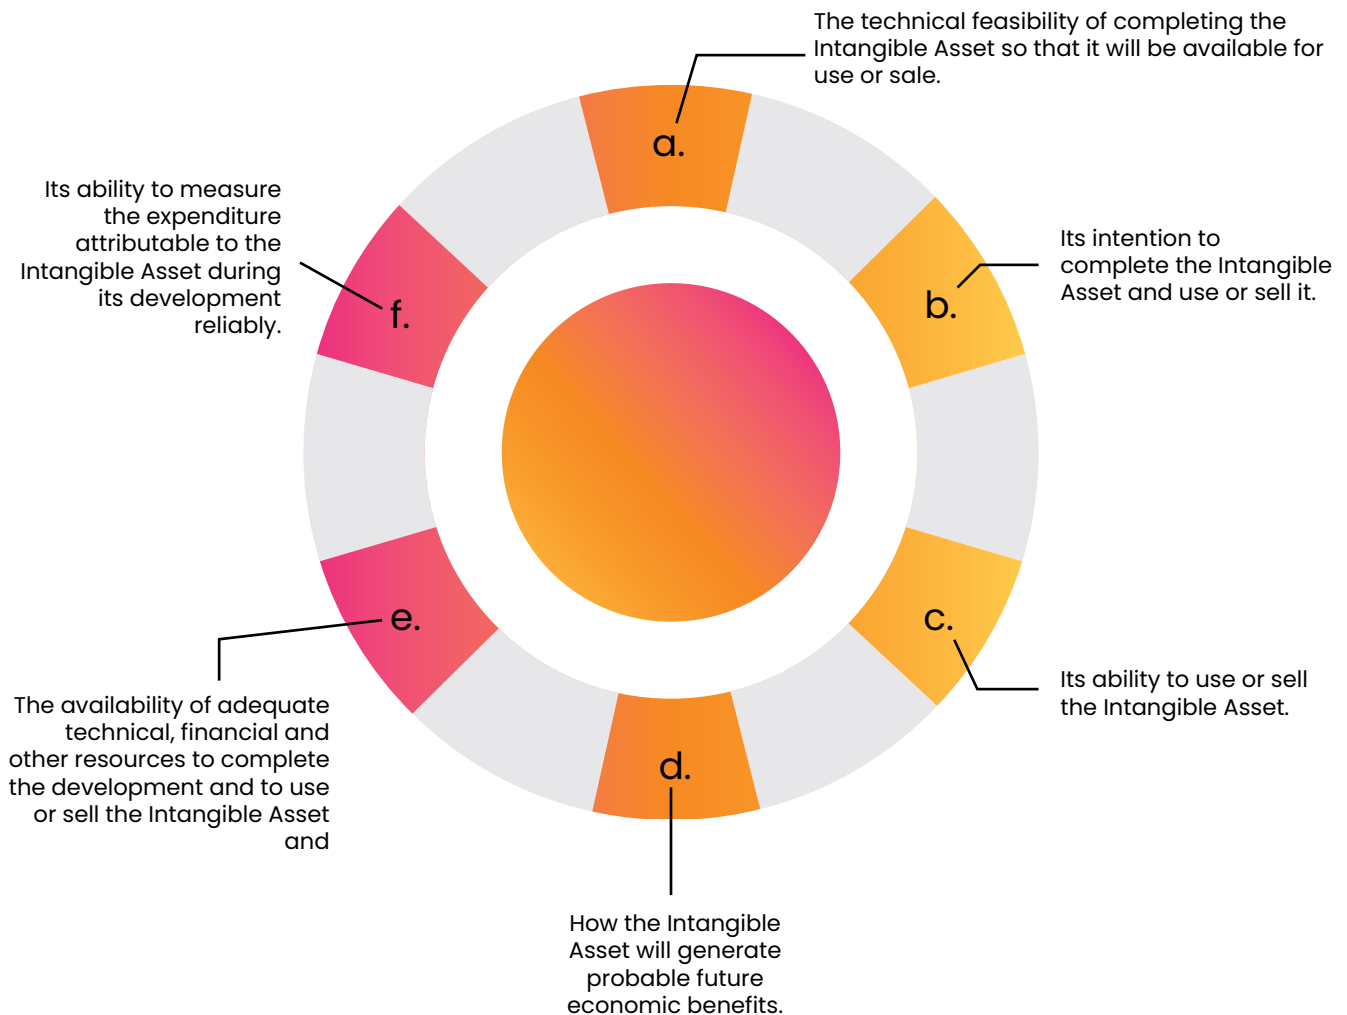 a.
The technical feasibility of completing the
Intangible Asset so that it will be available for
use or sale.
b.
Its intention to
complete the Intangible
Asset and use or sell it.
c.
Its ability to use or sell
the Intangible Asset.
d.
How the Intangible
Asset will generate
probable future
economic benefits.
e.
The availability of adequate
technical, financial and
other resources to complete
the development and to use
or sell the Intangible Asset
and
f.
Its ability to measure
the expenditure
attributable to the
Intangible Asset during
its development
reliably.